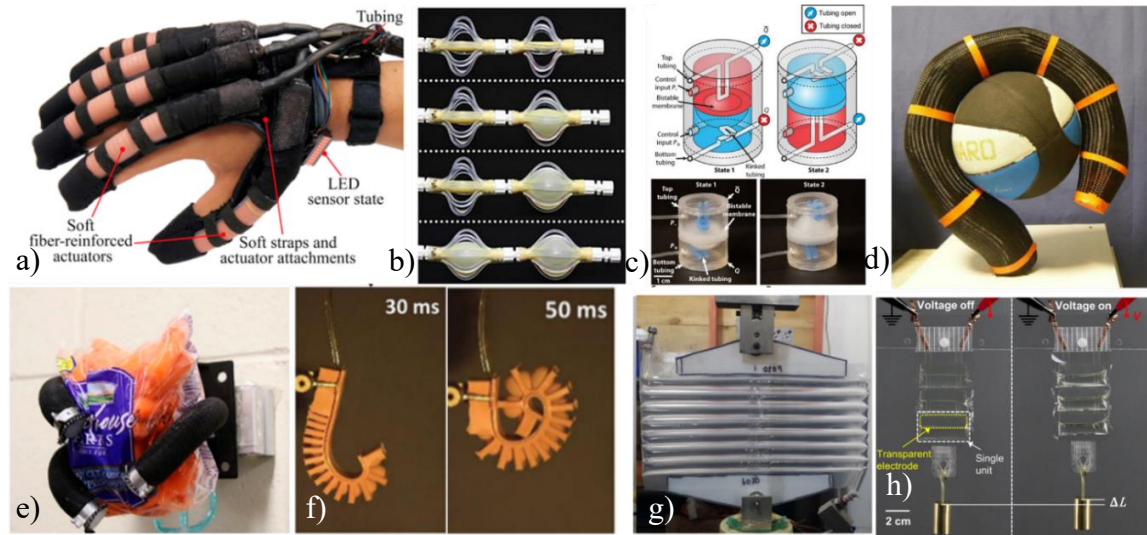 Tubing
LED
sensor state
Soft
fiber-reinforced
actuators
Soft straps and
actuator attachments
a)
b)
Tubing open
Tubing closed
Top
tubing
Control
input P₊
Bistable
membrane
Control
input
Bottom
tubing
Q̄
Q
Kinked
tubing
State 1
State 2
State 1
State 2
Top
tubing
Q̄
Bistable
membrane
Bottom
tubing
Kinked tubing
Q
1 cm
c)
d)
e)
30 ms
50 ms
f)
g)
Voltage off
Voltage on
V
Transparent
electrode
Single
unit
h)
ΔL
2 cm